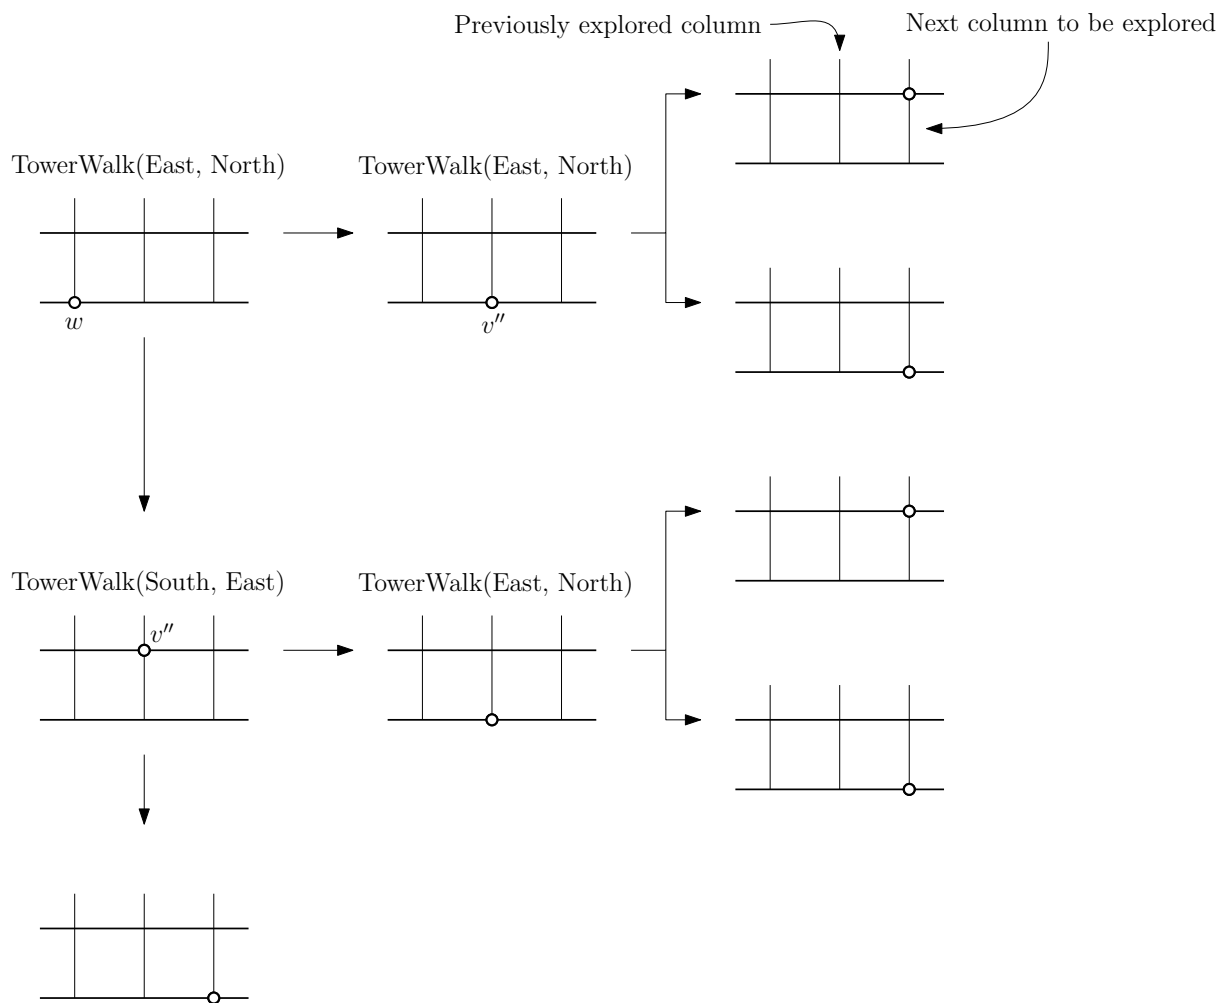 Previously explored column
Next column to be explored
TowerWalk(East, North)
TowerWalk(East, North)
w
v′′
TowerWalk(South, East)
TowerWalk(East, North)
v′′